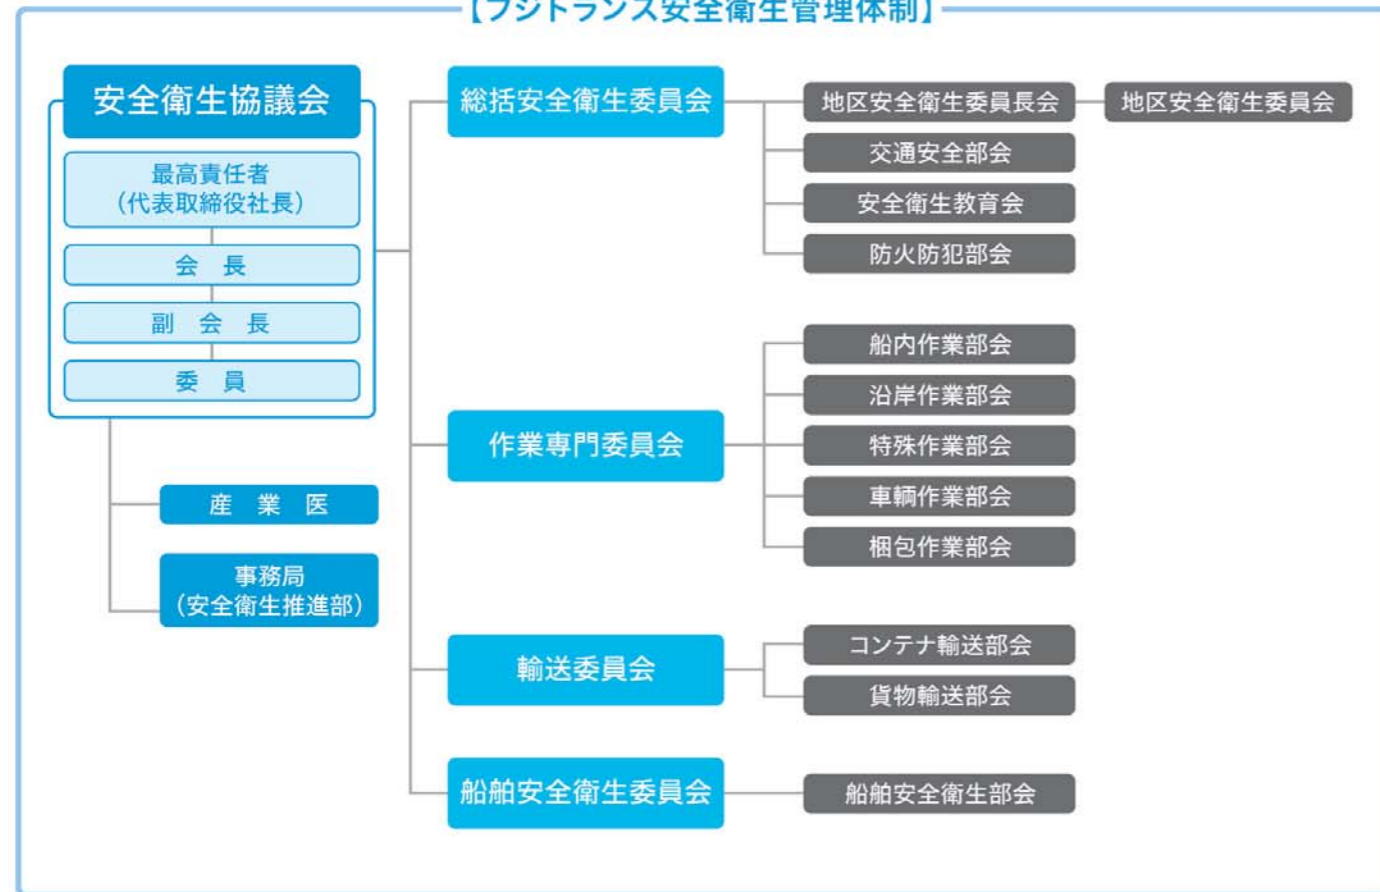 【フジトランス安全衛生管理体制】
安全衛生協議会
最高責任者
（代表取締役社長）
会　長
副　会　長
委　員
産　業　医
事務局
（安全衛生推進部）
総括安全衛生委員会
地区安全衛生委員長会
地区安全衛生委員会
交通安全部会
安全衛生教育会
防火防犯部会
作業専門委員会
船内作業部会
沿岸作業部会
特殊作業部会
車輌作業部会
梱包作業部会
輸送委員会
コンテナ輸送部会
貨物輸送部会
船舶安全衛生委員会
船舶安全衛生部会